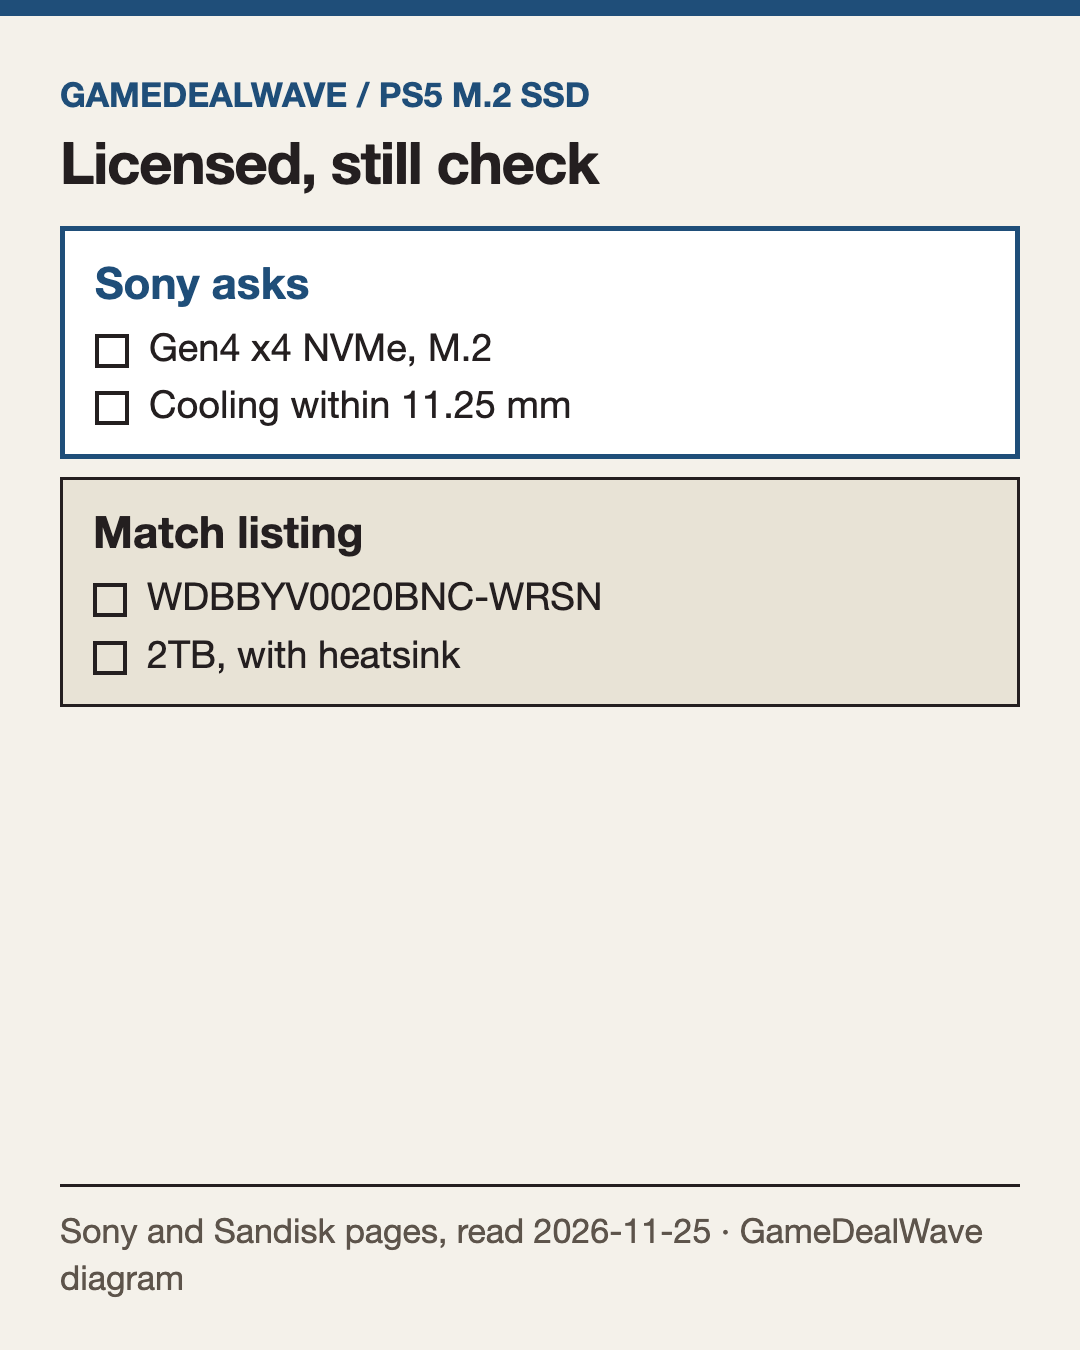 GAMEDEALWAVE / PS5 M.2 SSD
Licensed, still check
Sony asks
Gen4 x4 NVMe, M.2
Cooling within 11.25 mm
Match listing
WDBBYV0020BNC-WRSN
2TB, with heatsink
Sony and Sandisk pages, read 2026-11-25 · GameDealWave
diagram